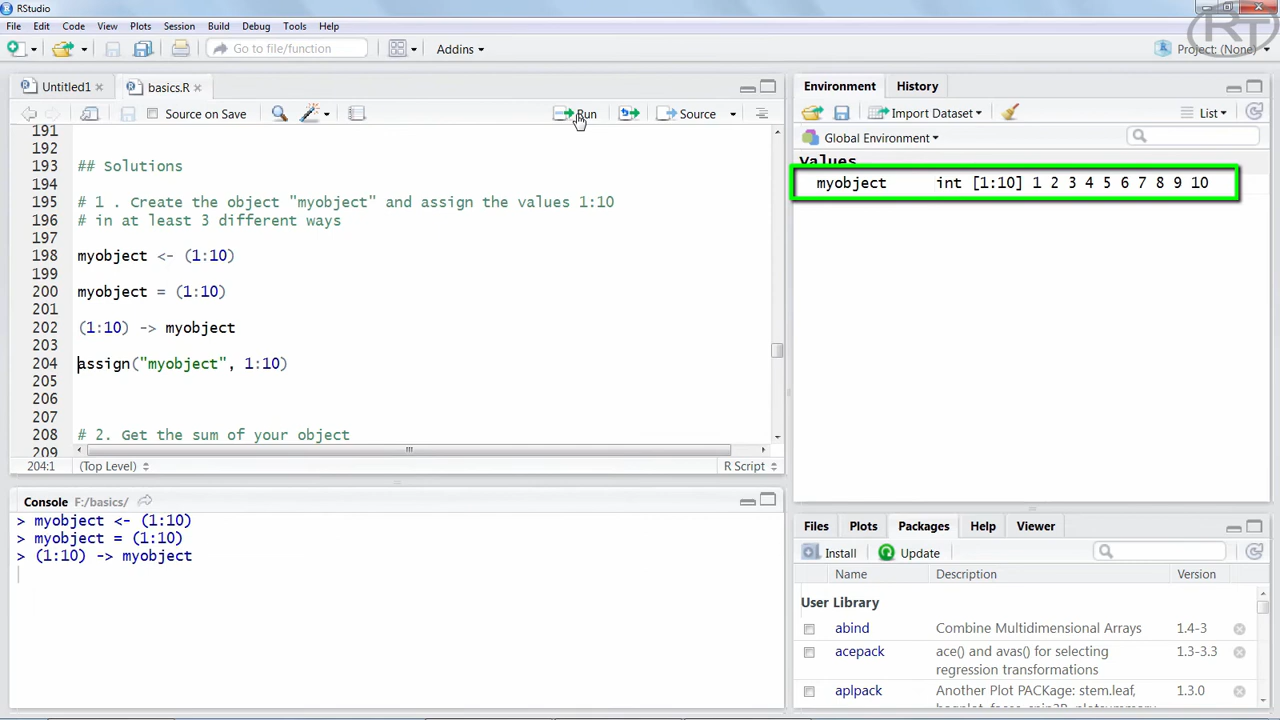 RStudio
File Edit Code View Plots Session Build Debug Tools Help
RT
Go to file/function
Addins
Project: (None)
Untitled1
basics.R
Source on Save
Run
Source
191
192
193 ## Solutions
194
195 # 1 . Create the object "myobject" and assign the values 1:10
196 # in at least 3 different ways
197
198 myobject <- (1:10)
199
200 myobject = (1:10)
201
202 (1:10) -> myobject
203
204 assign("myobject", 1:10)
205
206
207
208 # 2. Get the sum of your object
209
204:1 (Top Level) R Script
Console F:/basics/
> myobject <- (1:10)
> myobject = (1:10)
> (1:10) -> myobject
Environment History
Import Dataset List
Global Environment
Values
myobject int [1:10] 1 2 3 4 5 6 7 8 9 10
Files Plots Packages Help Viewer
Install Update
Name Description Version
User Library
abind Combine Multidimensional Arrays 1.4-3
acepack ace() and avas() for selecting 1.3-3.3
regression transformations
aplpack Another Plot PACKage: stem.leaf, 1.3.0